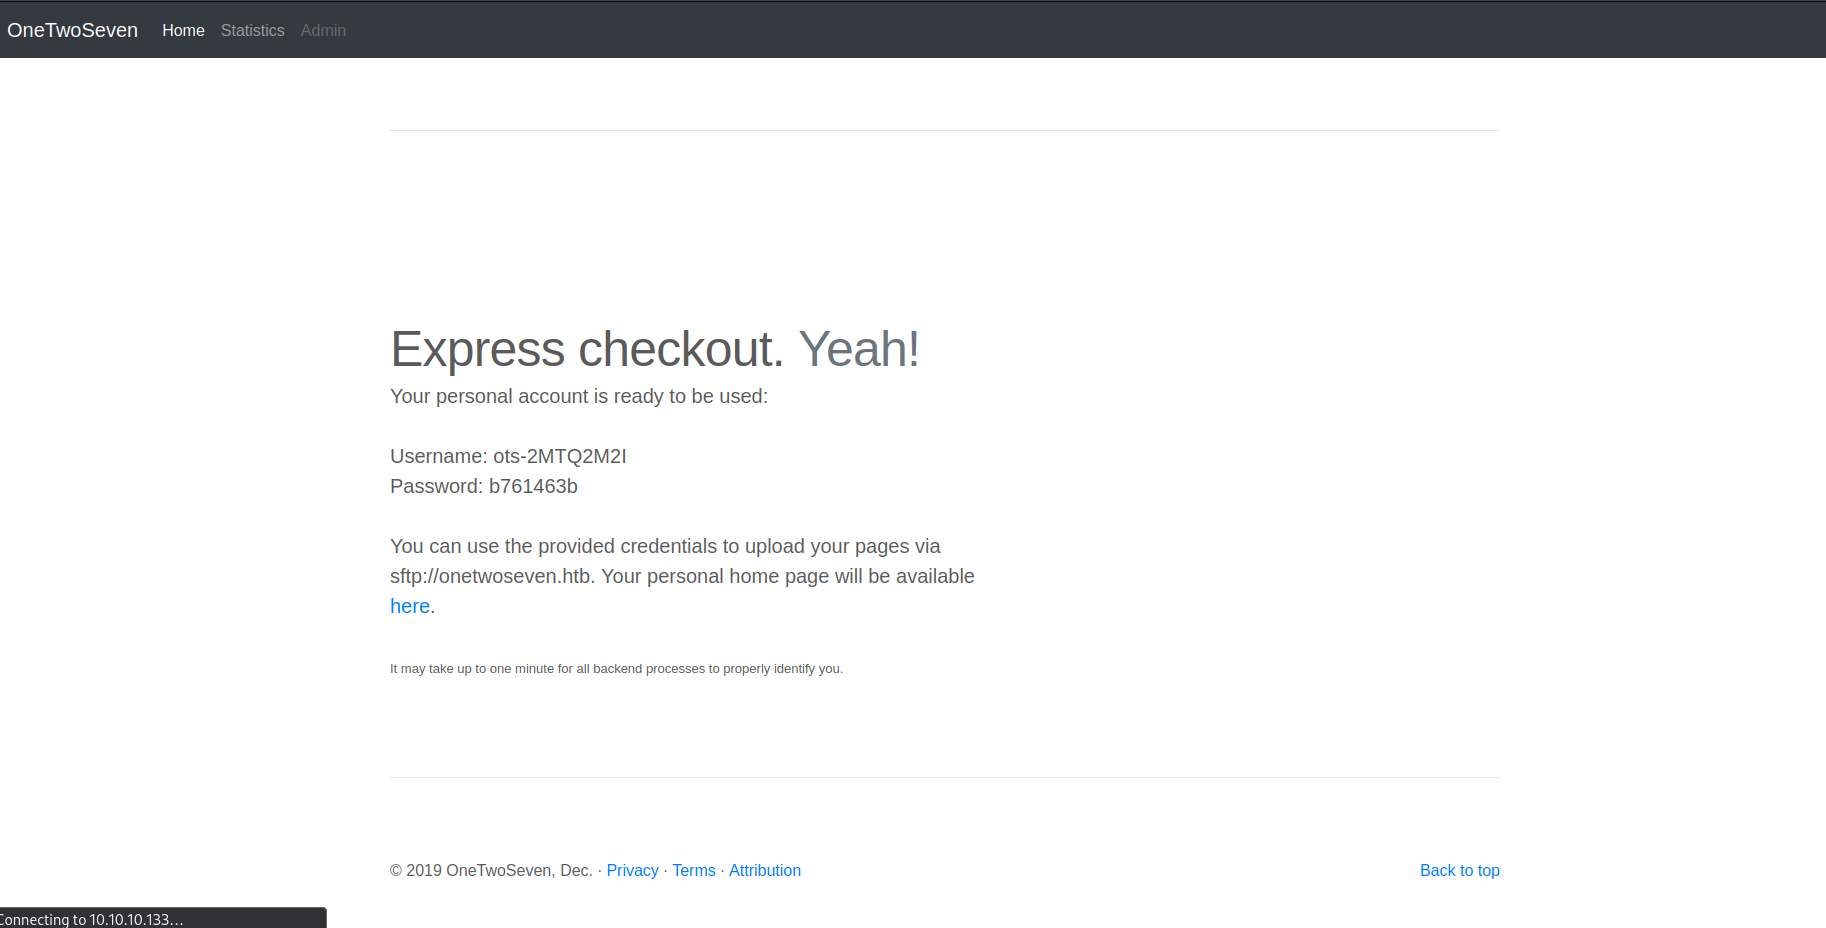 OneTwoSeven Home Statistics Admin
Express checkout. Yeah!
Your personal account is ready to be used:
Username: ots-2MTQ2M2I
Password: b761463b
You can use the provided credentials to upload your pages via
sftp://onetwoseven.htb. Your personal home page will be available
here.
It may take up to one minute for all backend processes to properly identify you.
© 2019 OneTwoSeven, Dec. · Privacy · Terms · Attribution Back to top
Connecting to 10.10.10.133…